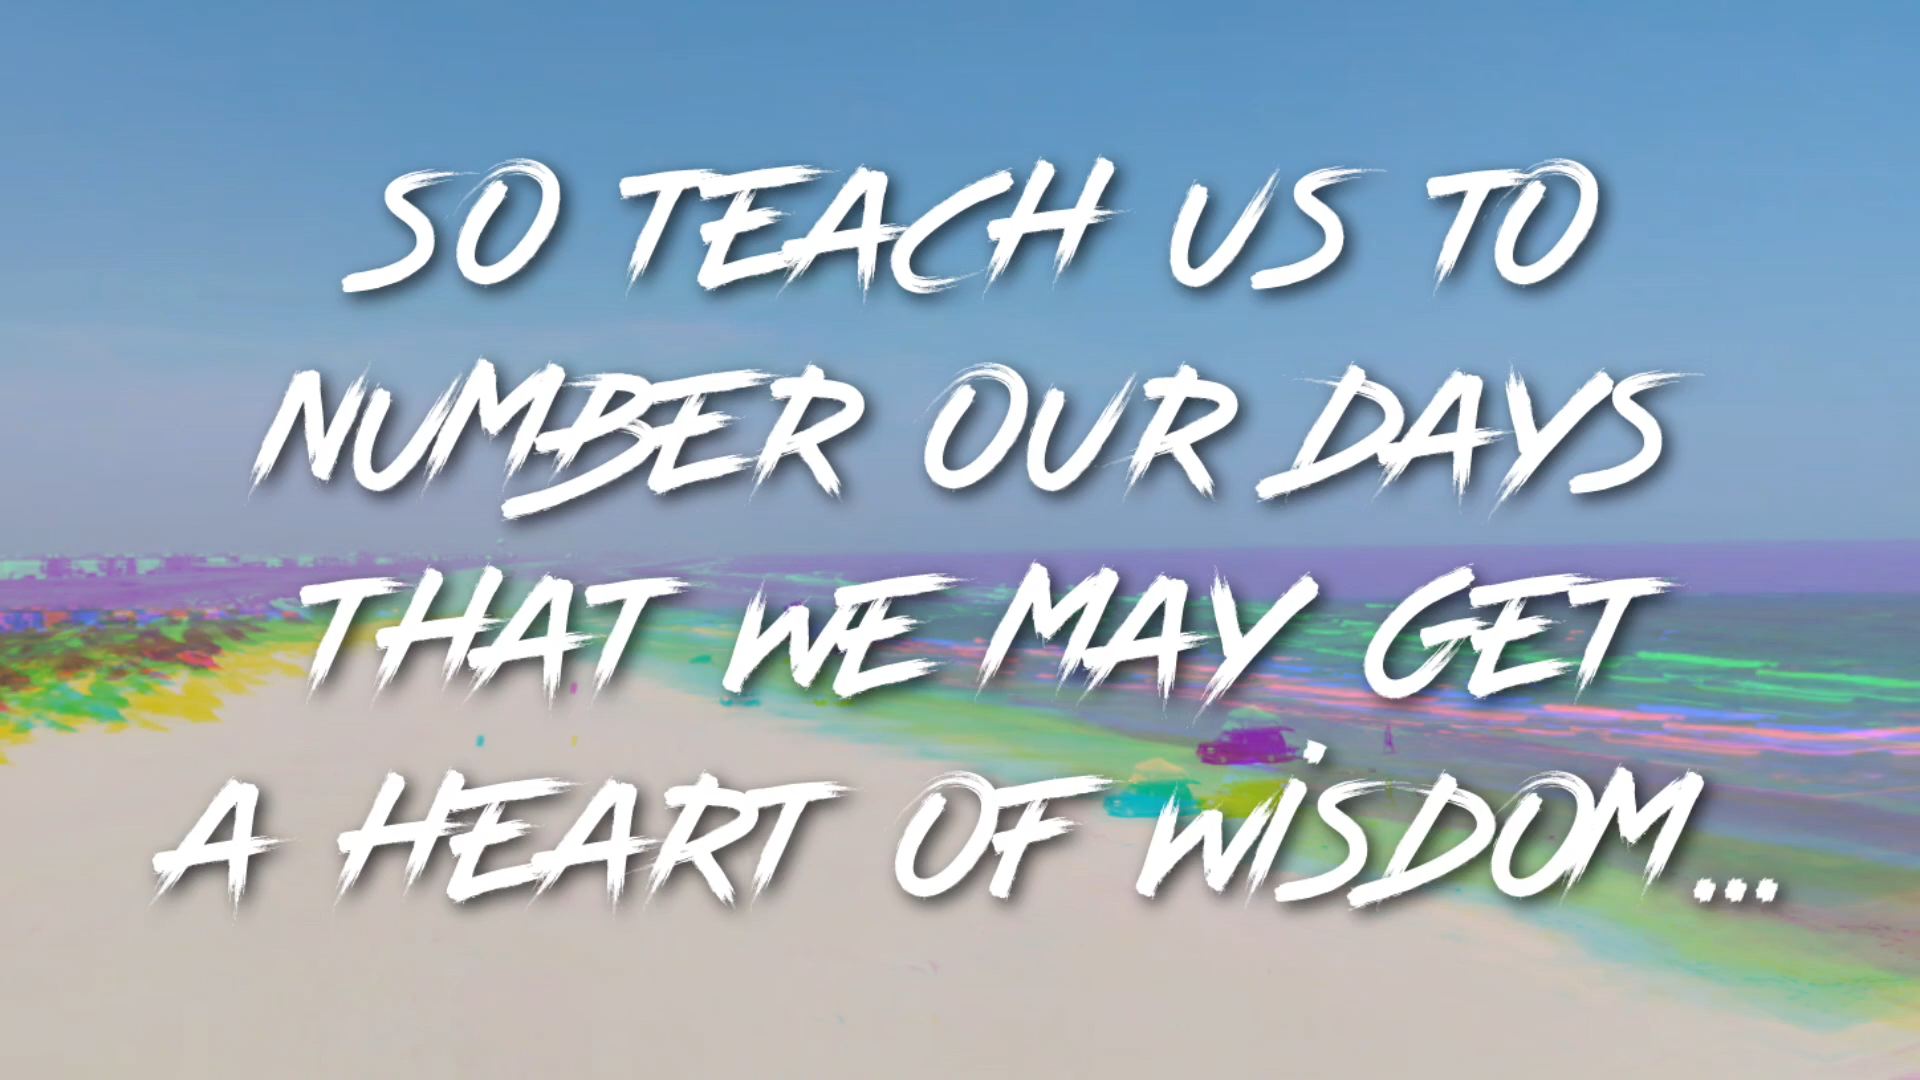 SO TEACH US TO
NUMBER OUR DAYS
THAT WE MAY GET
A HEART OF WISDOM...